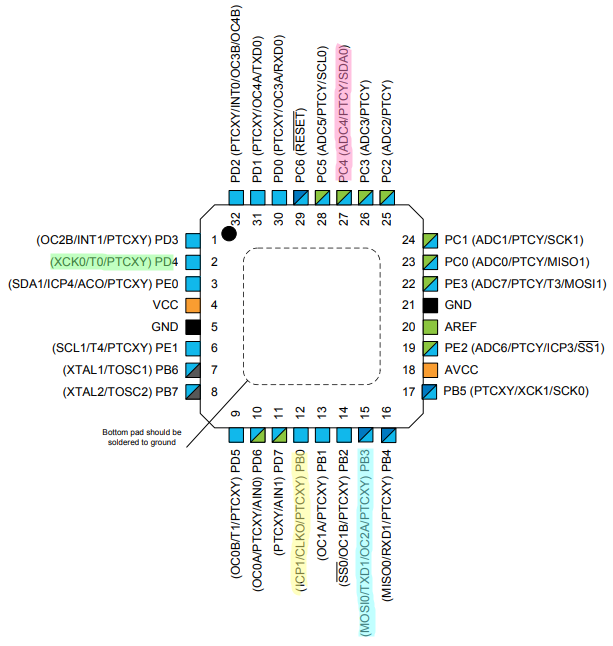 PD2 (PTCXY/INT0/OC3B/OC4B)
PD1 (PTCXY/OC4A/TXD0)
PD0 (PTCXY/OC3A/RXD0)
PC6 (RESET)
PC5 (ADC5/PTCY/SCL0)
PC4 (ADC4/PTCY/SDA0)
PC3 (ADC3/PTCY)
PC2 (ADC2/PTCY)
32
31
30
29
28
27
26
25
(OC2B/INT1/PTCXY) PD3
1
(XCK0/T0/PTCXY) PD4
2
(SDA1/ICP4/ACO/PTCXY) PE0
3
VCC
4
GND
5
(SCL1/T4/PTCXY) PE1
6
(XTAL1/TOSC1) PB6
7
(XTAL2/TOSC2) PB7
8
24
PC1 (ADC1/PTCY/SCK1)
23
PC0 (ADC0/PTCY/MISO1)
22
PE3 (ADC7/PTCY/T3/MOSI1)
21
GND
20
AREF
19
PE2 (ADC6/PTCY/ICP3/SS1)
18
AVCC
17
PB5 (PTCXY/XCK1/SCK0)
Bottom pad should be
soldered to ground
9
10
11
12
13
14
15
16
(OC0B/T1/PTCXY) PD5
(OC0A/PTCXY/AIN0) PD6
(PTCXY/AIN1) PD7
(ICP1/CLKO/PTCXY) PB0
(OC1A/PTCXY) PB1
(SS0/OC1B/PTCXY) PB2
(MOSI0/TXD1/OC2A/PTCXY) PB3
(MISO0/RXD1/PTCXY) PB4